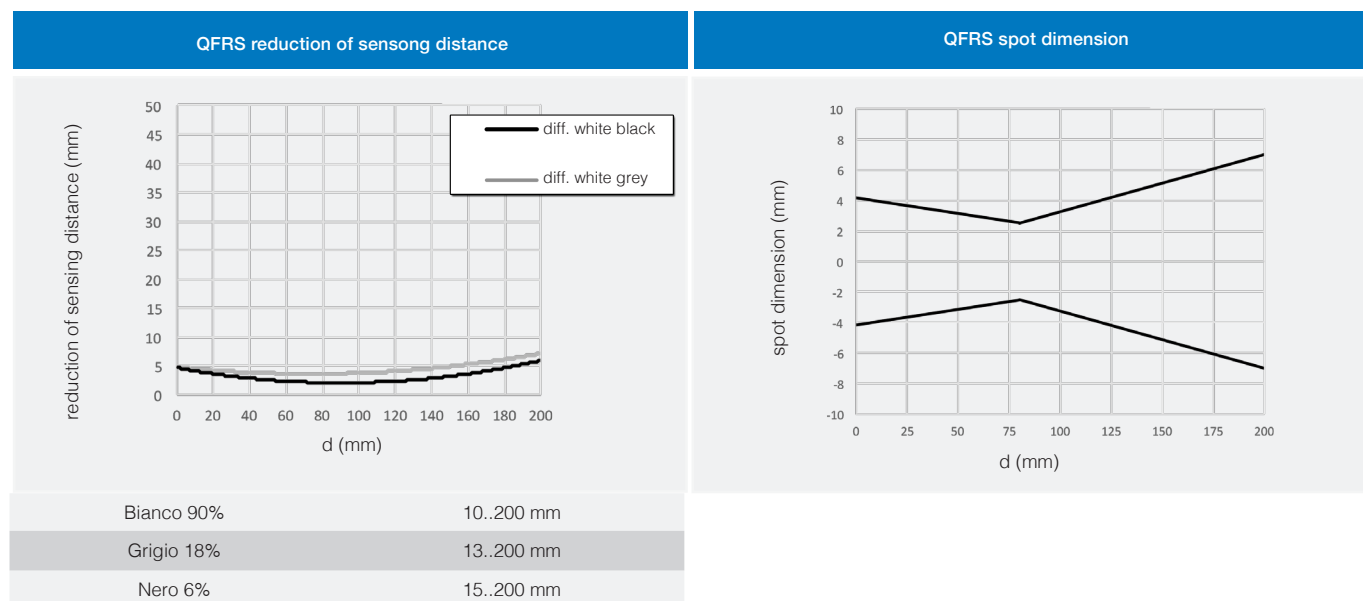 QFRS reduction of sensong distance
50
45
40
35
30
25
20
15
10
5
0
reduction of sensing distance (mm)
diff. white black
diff. white grey
0 20 40 60 80 100 120 140 160 180 200
d (mm)
Bianco 90% 10..200 mm
Grigio 18% 13..200 mm
Nero 6% 15..200 mm
QFRS spot dimension
10
8
6
4
2
0
-2
-4
-6
-8
-10
spot dimension (mm)
0 25 50 75 100 125 150 175 200
d (mm)